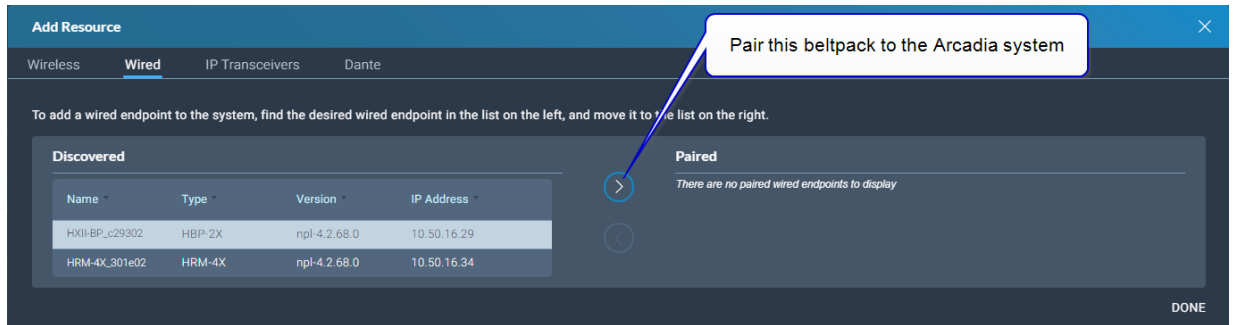 Add Resource
Pair this beltpack to the Arcadia system
Wireless Wired IP Transceivers Dante
To add a wired endpoint to the system, find the desired wired endpoint in the list on the left, and move it to the list on the right.
Discovered
Name Type Version IP Address
HXII-BP_c29302 HBP-2X npl-4.2.68.0 10.50.16.29
HRM-4X_301e02 HRM-4X npl-4.2.68.0 10.50.16.34
Paired
There are no paired wired endpoints to display
DONE